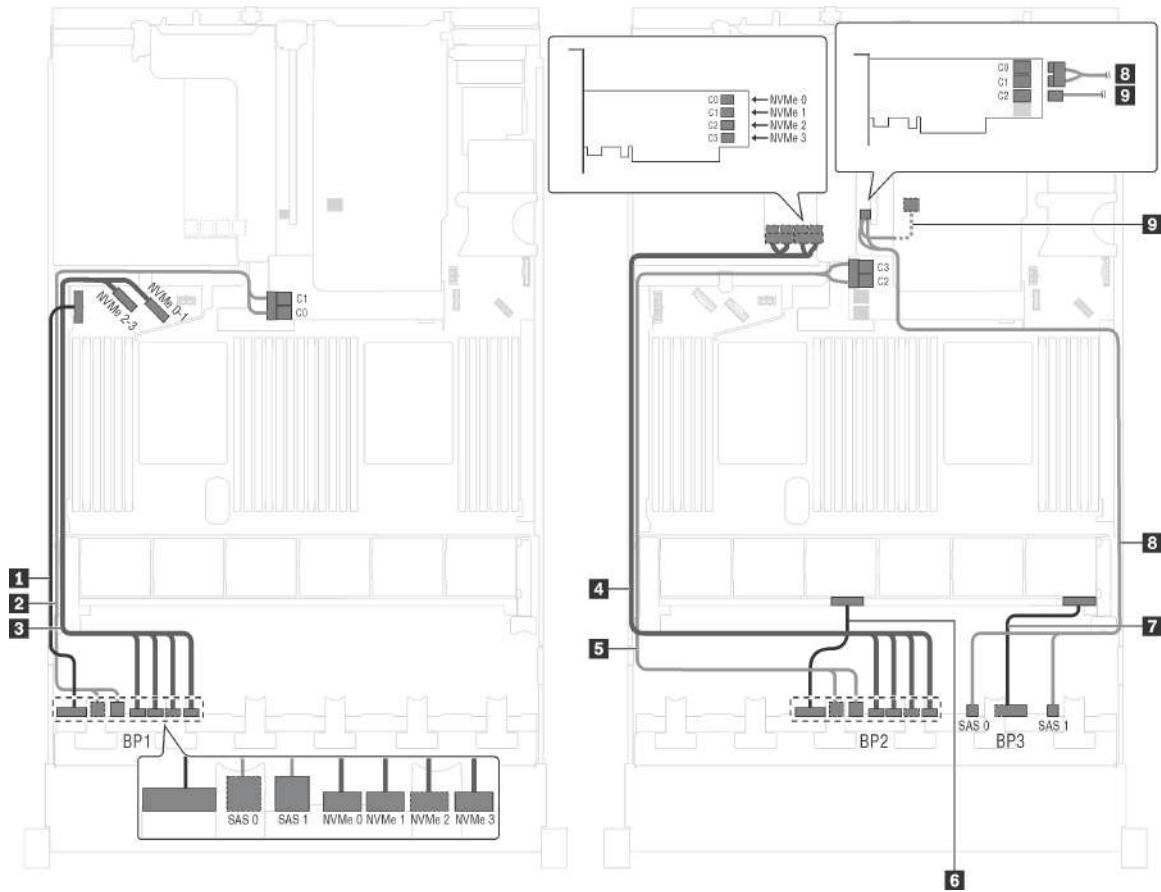 C0
C1
C2
C3
NVMe 0
NVMe 1
NVMe 2
NVMe 3
C0
C1
C2
8
9
9
NVMe 2-3
NVMe 0-1
C1
C0
C3
C2
1
2
3
4
5
8
7
BP1
BP2
SAS 0
BP3
SAS 1
SAS 0
SAS 1
NVMe 0
NVMe 1
NVMe 2
NVMe 3
6